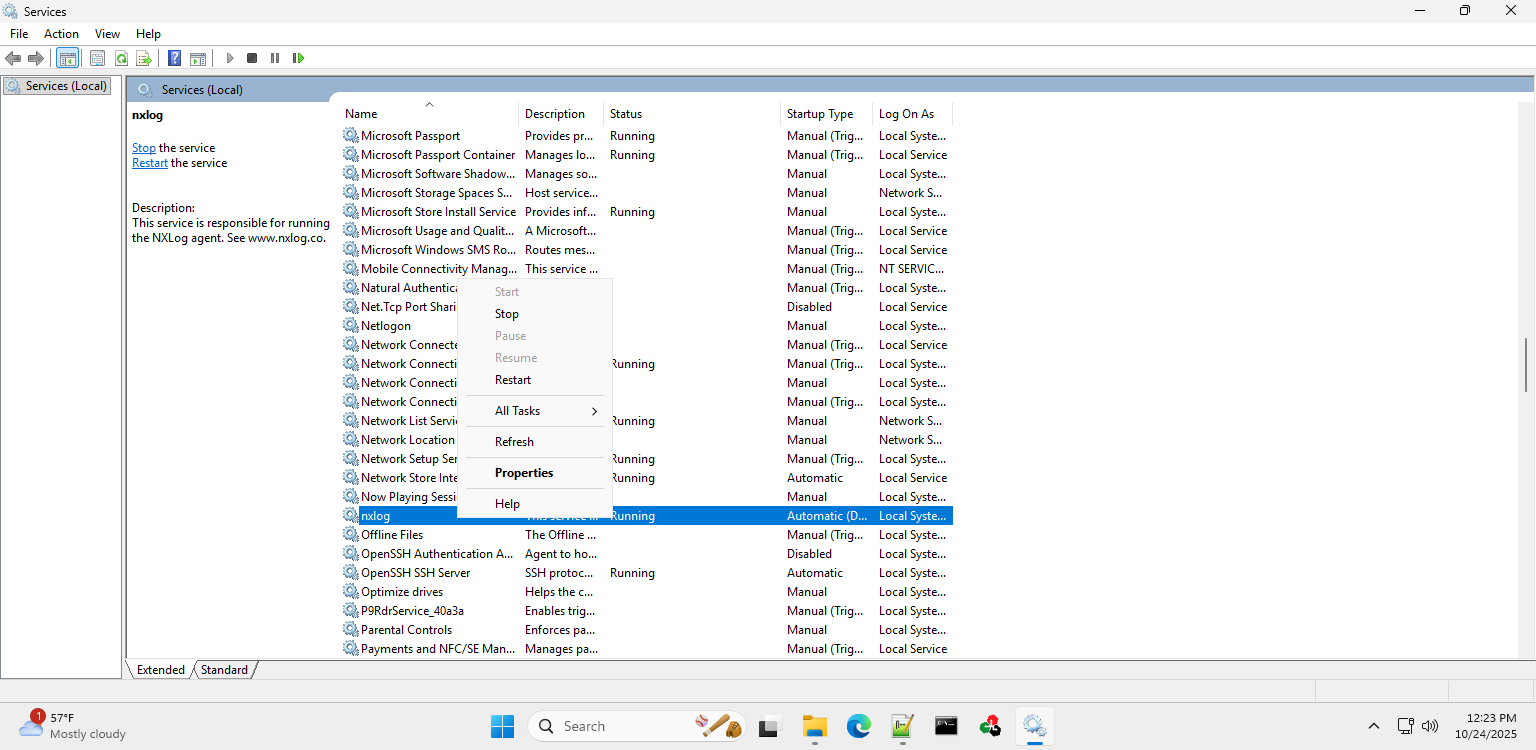 Services
File Action View Help
Services (Local)
Services (Local)
nxlog
Stop the service
Restart the service
Description:
This service is responsible for running
the NXLog agent. See www.nxlog.co.
Name Description Status Startup Type Log On As
Microsoft Passport Provides pr... Running Manual (Trig... Local Syste...
Microsoft Passport Container Manages lo... Running Manual (Trig... Local Service
Microsoft Software Shadow... Manages so... Manual Local Syste...
Microsoft Storage Spaces S... Host service... Manual Network S...
Microsoft Store Install Service Provides inf... Running Manual Local Syste...
Microsoft Usage and Qualit... A Microsoft... Manual (Trig... Local Service
Microsoft Windows SMS Ro... Routes mes... Manual (Trig... Local Service
Mobile Connectivity Manag... This service ... Manual (Trig... NT SERVIC...
Natural Authentica Manual (Trig... Local Syste...
Net.Tcp Port Shari Disabled Local Service
Netlogon Manual Local Syste...
Network Connecte Manual (Trig... Local Service
Network Connecti Running Manual (Trig... Local Syste...
Network Connecti Manual Local Syste...
Network Connecti Manual (Trig... Local Syste...
Network List Servic Running Manual Network S...
Network Location Manual Network S...
Network Setup Ser Running Manual (Trig... Local Syste...
Network Store Inte Running Automatic Local Service
Now Playing Sessi Manual Local Syste...
nxlog This service ... Running Automatic (D... Local Syste...
Offline Files The Offline ... Manual (Trig... Local Syste...
OpenSSH Authentication A... Agent to ho... Disabled Local Syste...
OpenSSH SSH Server SSH protoc... Running Automatic Local Syste...
Optimize drives Helps the c... Manual Local Syste...
P9RdrService_40a3a Enables trig... Manual (Trig... Local Syste...
Parental Controls Enforces pa... Manual Local Syste...
Payments and NFC/SE Man... Manages pa... Manual (Trig... Local Service
Start
Stop
Pause
Resume
Restart
All Tasks
Refresh
Properties
Help
Extended Standard
1
57°F
Mostly cloudy
Search
12:23 PM
10/24/2025